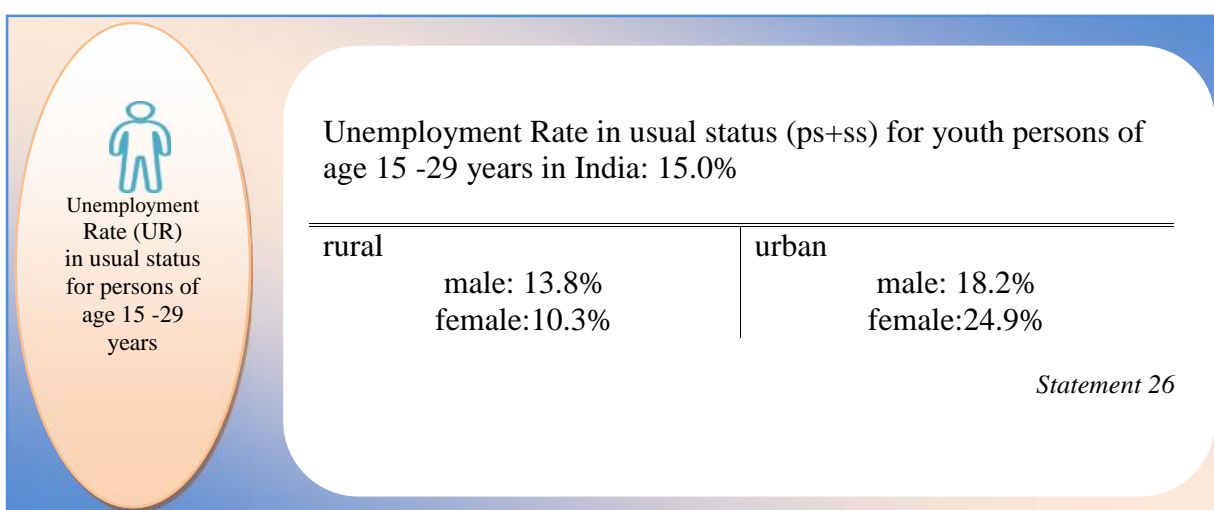 Unemployment
Rate (UR)
in usual status
for persons of
age 15 -29
years
Unemployment Rate in usual status (ps+ss) for youth persons of
age 15 -29 years in India: 15.0%
rural
male: 13.8%
female:10.3%
urban
male: 18.2%
female:24.9%
Statement 26